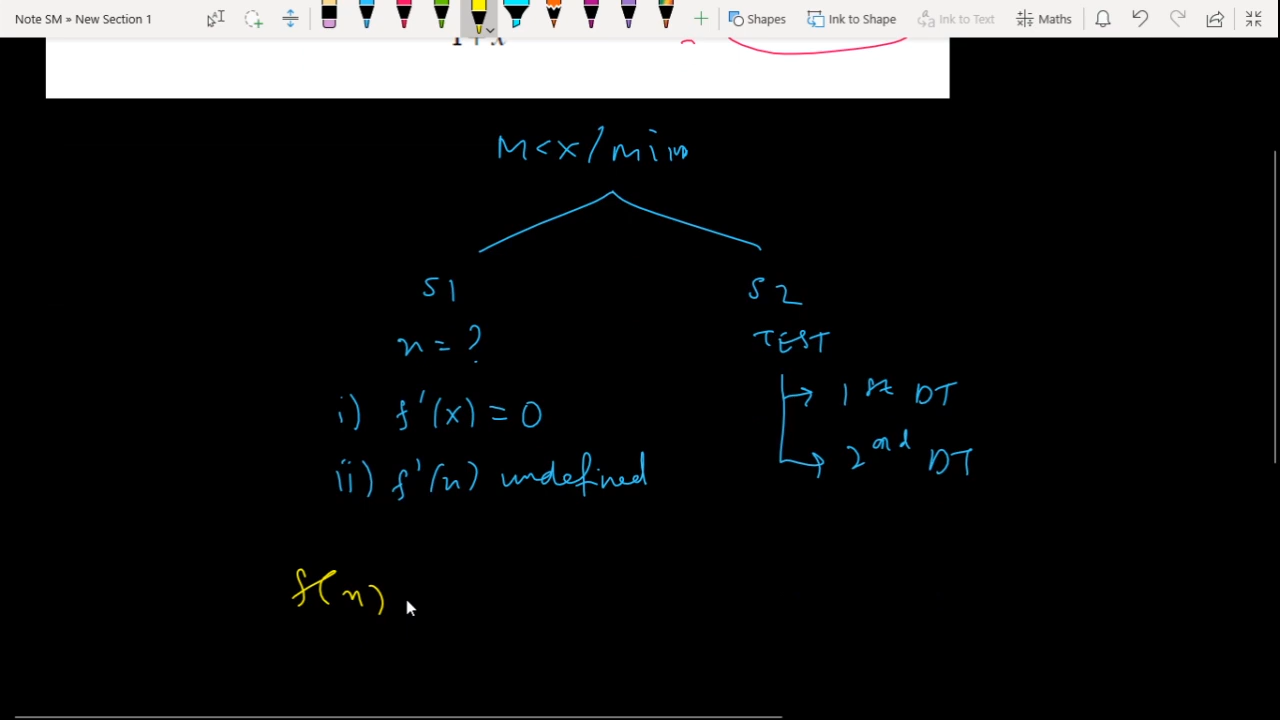 Note SM » New Section 1
Shapes
Ink to Shape
Ink to Text
Maths
1 + x
Max/min
S1
x = ?
i) f'(x) = 0
ii) f'(x) undefined
S2
TEST
→ 1st DT
→ 2nd DT
f(x)